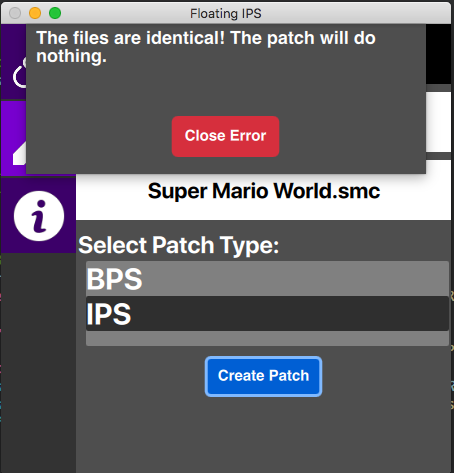 Floating IPS
The files are identical! The patch will do
nothing.
Close Error
i
Super Mario World.smc
Select Patch Type:
BPS
IPS
Create Patch